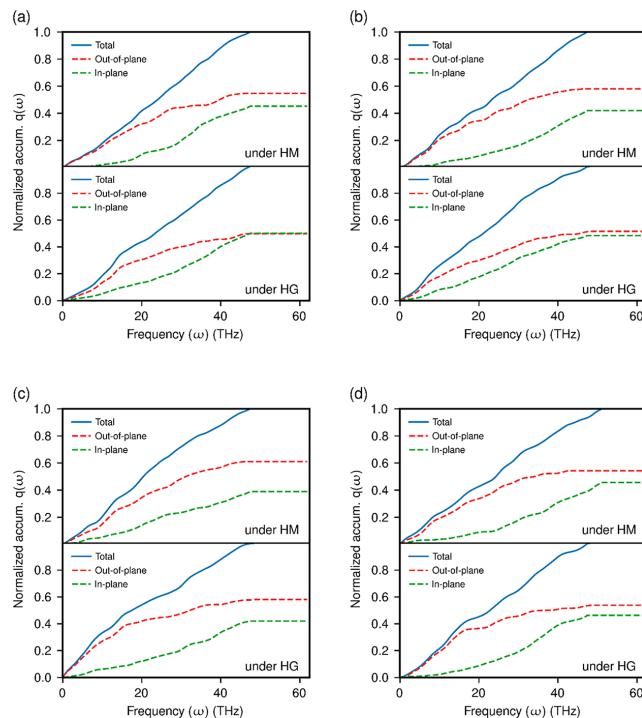 (a)
Normalized accum. q(ω)
1.0
0.8
0.6
0.4
0.2
Total
Out-of-plane
In-plane
under HM
0.8
0.6
0.4
0.2
0.0
Total
Out-of-plane
In-plane
under HG
0
20
40
60
Frequency (ω) (THz)
(b)
Normalized accum. q(ω)
1.0
0.8
0.6
0.4
0.2
Total
Out-of-plane
In-plane
under HM
0.8
0.6
0.4
0.2
0.0
Total
Out-of-plane
In-plane
under HG
0
20
40
60
Frequency (ω) (THz)
(c)
Normalized accum. q(ω)
1.0
0.8
0.6
0.4
0.2
Total
Out-of-plane
In-plane
under HM
0.8
0.6
0.4
0.2
0.0
Total
Out-of-plane
In-plane
under HG
0
20
40
60
Frequency (ω) (THz)
(d)
Normalized accum. q(ω)
1.0
0.8
0.6
0.4
0.2
Total
Out-of-plane
In-plane
under HM
0.8
0.6
0.4
0.2
0.0
Total
Out-of-plane
In-plane
under HG
0
20
40
60
Frequency (ω) (THz)